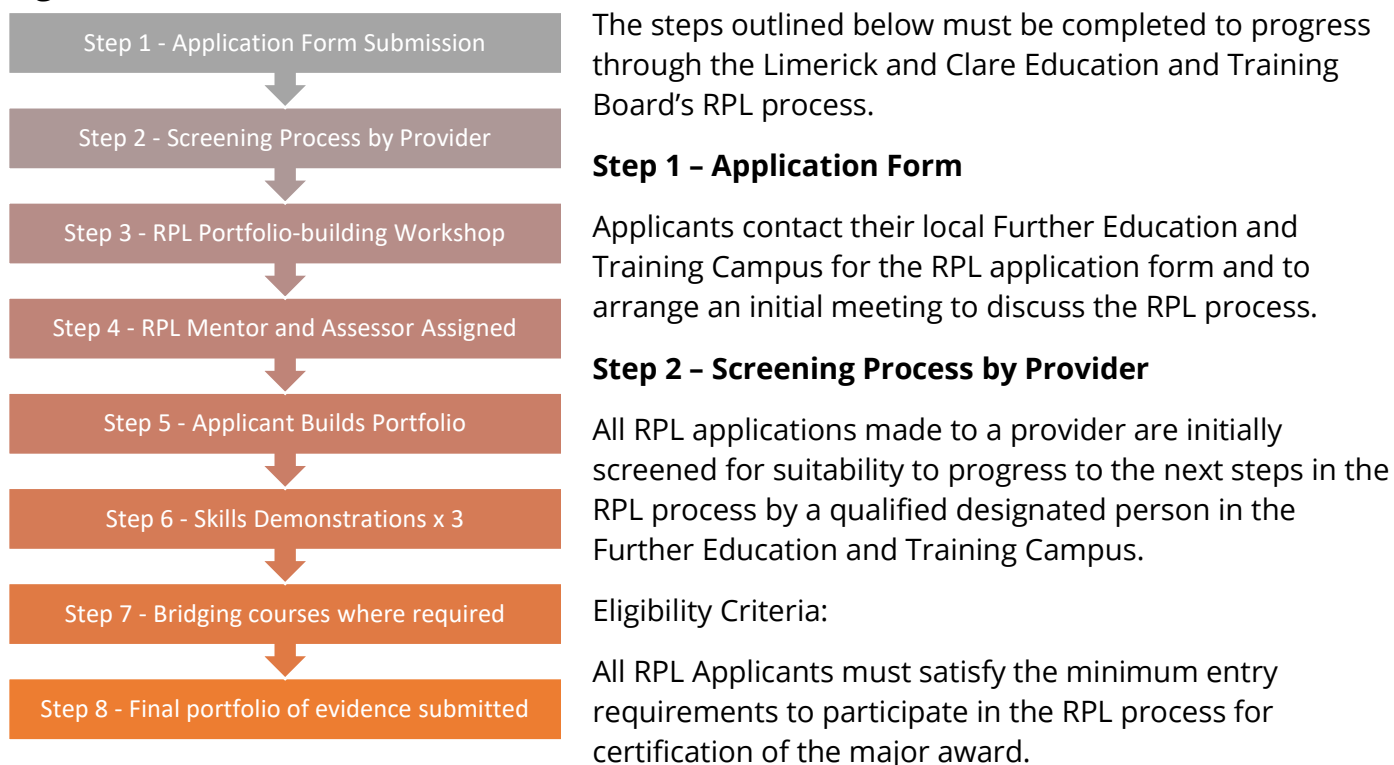 Step 1 - Application Form Submission
Step 2 - Screening Process by Provider
Step 3 - RPL Portfolio-building Workshop
Step 4 - RPL Mentor and Assessor Assigned
Step 5 - Applicant Builds Portfolio
Step 6 - Skills Demonstrations x 3
Step 7 - Bridging courses where required
Step 8 - Final portfolio of evidence submitted
The steps outlined below must be completed to progress
through the Limerick and Clare Education and Training
Board’s RPL process.
Step 1 – Application Form
Applicants contact their local Further Education and
Training Campus for the RPL application form and to
arrange an initial meeting to discuss the RPL process.
Step 2 – Screening Process by Provider
All RPL applications made to a provider are initially
screened for suitability to progress to the next steps in the
RPL process by a qualified designated person in the
Further Education and Training Campus.
Eligibility Criteria:
All RPL Applicants must satisfy the minimum entry
requirements to participate in the RPL process for
certification of the major award.